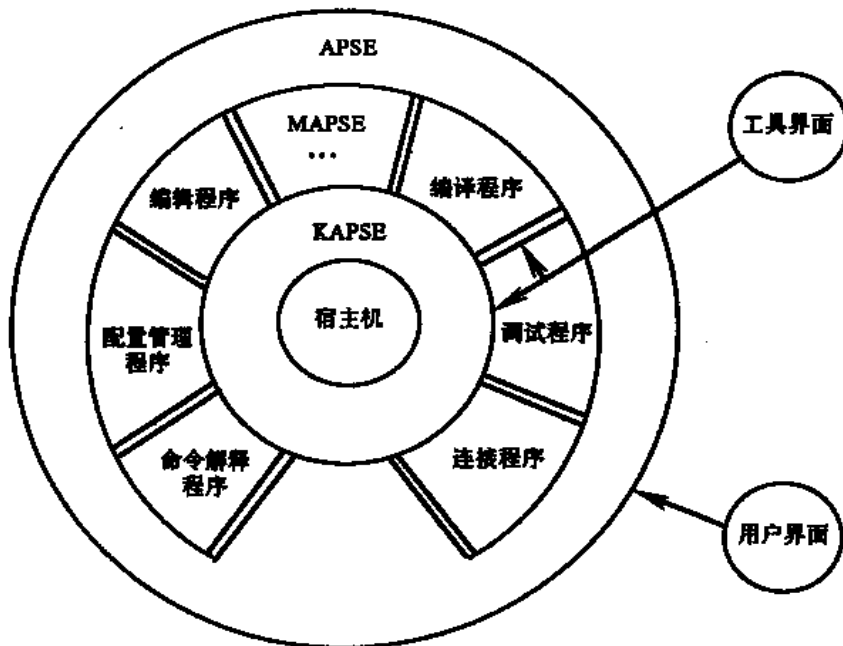 APSE
MAPSE
...
工具界面
编辑程序
编译程序
KAPSE
宿主机
配置管理
程序
调试程序
命令解释
程序
连接程序
用户界面